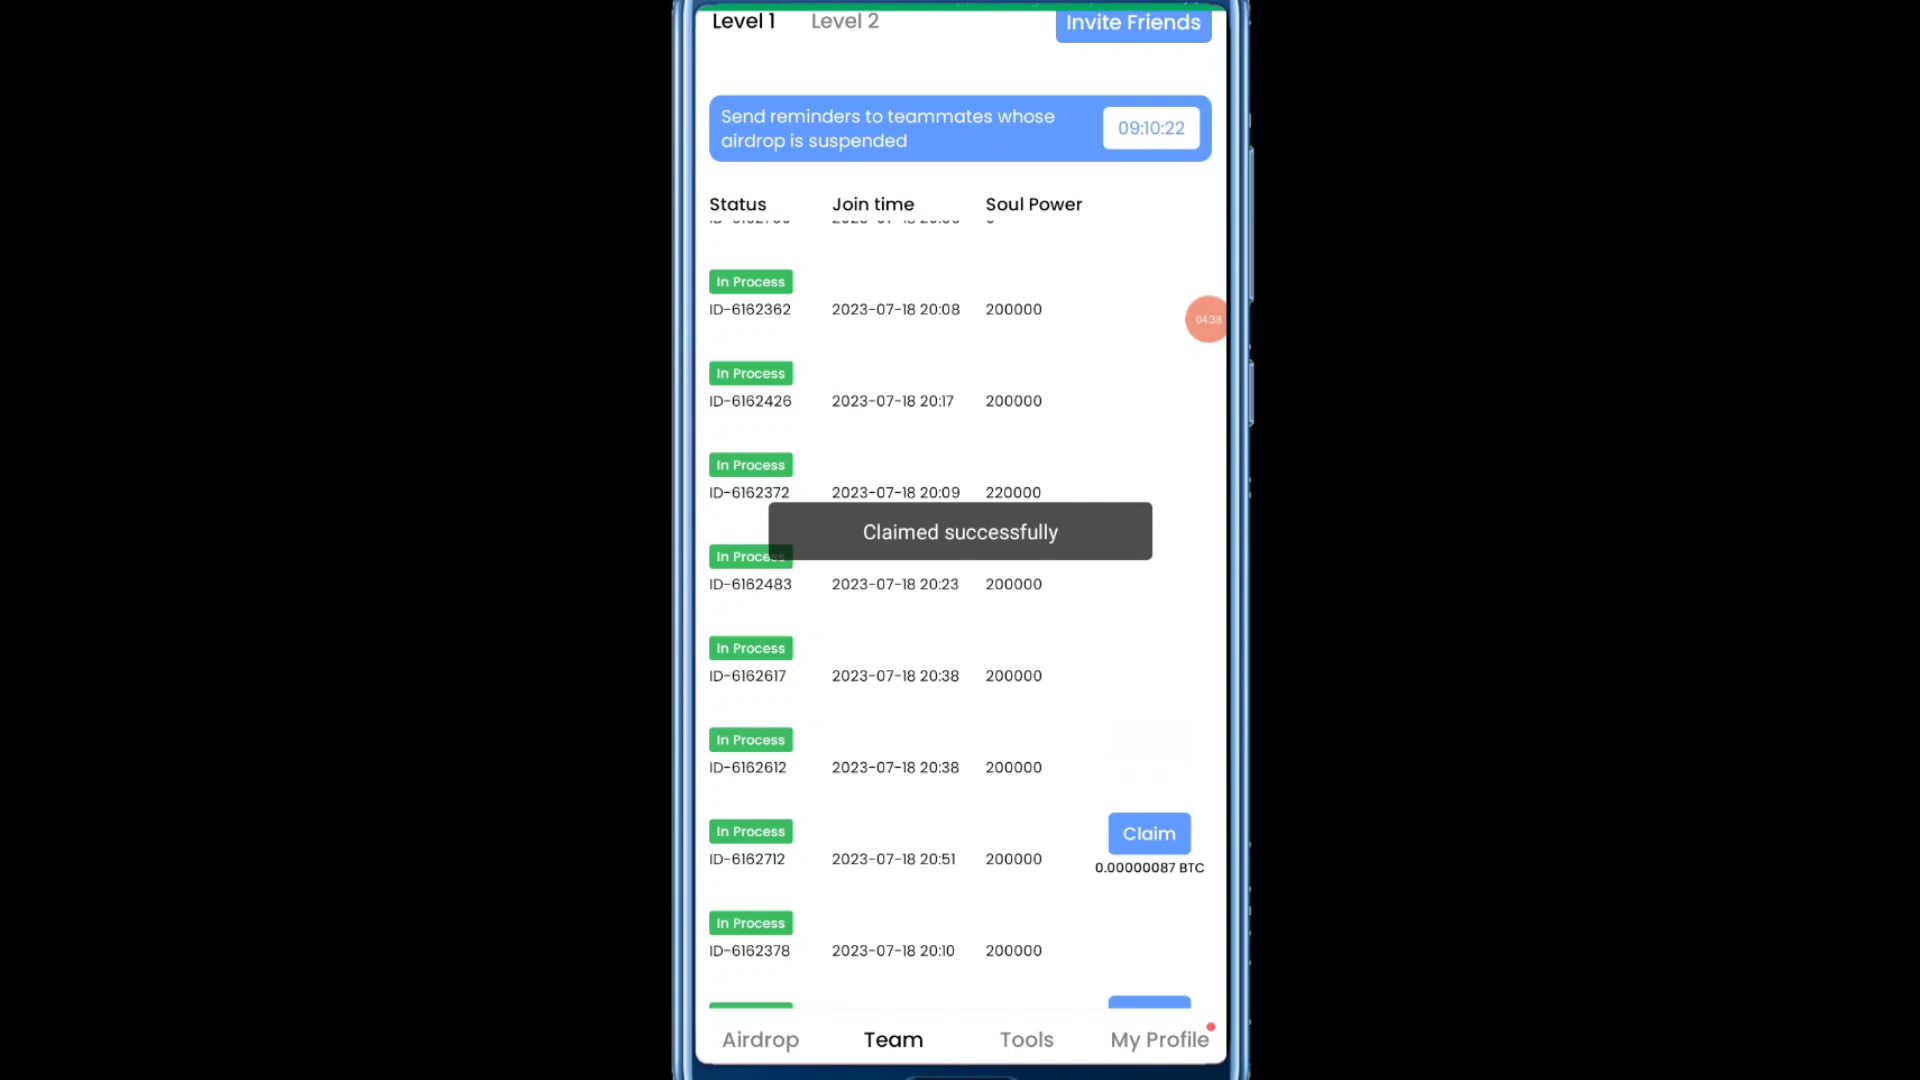 Level 1 Level 2 Invite Friends
Send reminders to teammates whose
airdrop is suspended
09:10:22
Status Join time Soul Power
In Process
ID-6162362 2023-07-18 20:08 200000
04:38
In Process
ID-6162426 2023-07-18 20:17 200000
In Process
ID-6162372 2023-07-18 20:09 220000
Claimed successfully
In Process
ID-6162483 2023-07-18 20:23 200000
In Process
ID-6162617 2023-07-18 20:38 200000
In Process
ID-6162612 2023-07-18 20:38 200000
In Process Claim
ID-6162712 2023-07-18 20:51 200000 0.00000087 BTC
In Process
ID-6162378 2023-07-18 20:10 200000
Airdrop Team Tools My Profile